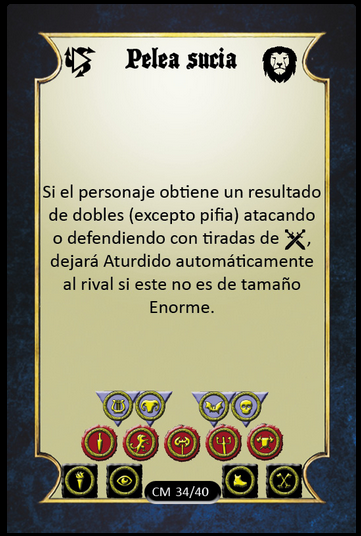 Pelea sucia
Si el personaje obtiene un resultado
de dobles (excepto pifia) atacando
o defendiendo con tiradas de ,
dejará Aturdido automáticamente
al rival si este no es de tamaño
Enorme.
CM 34/40